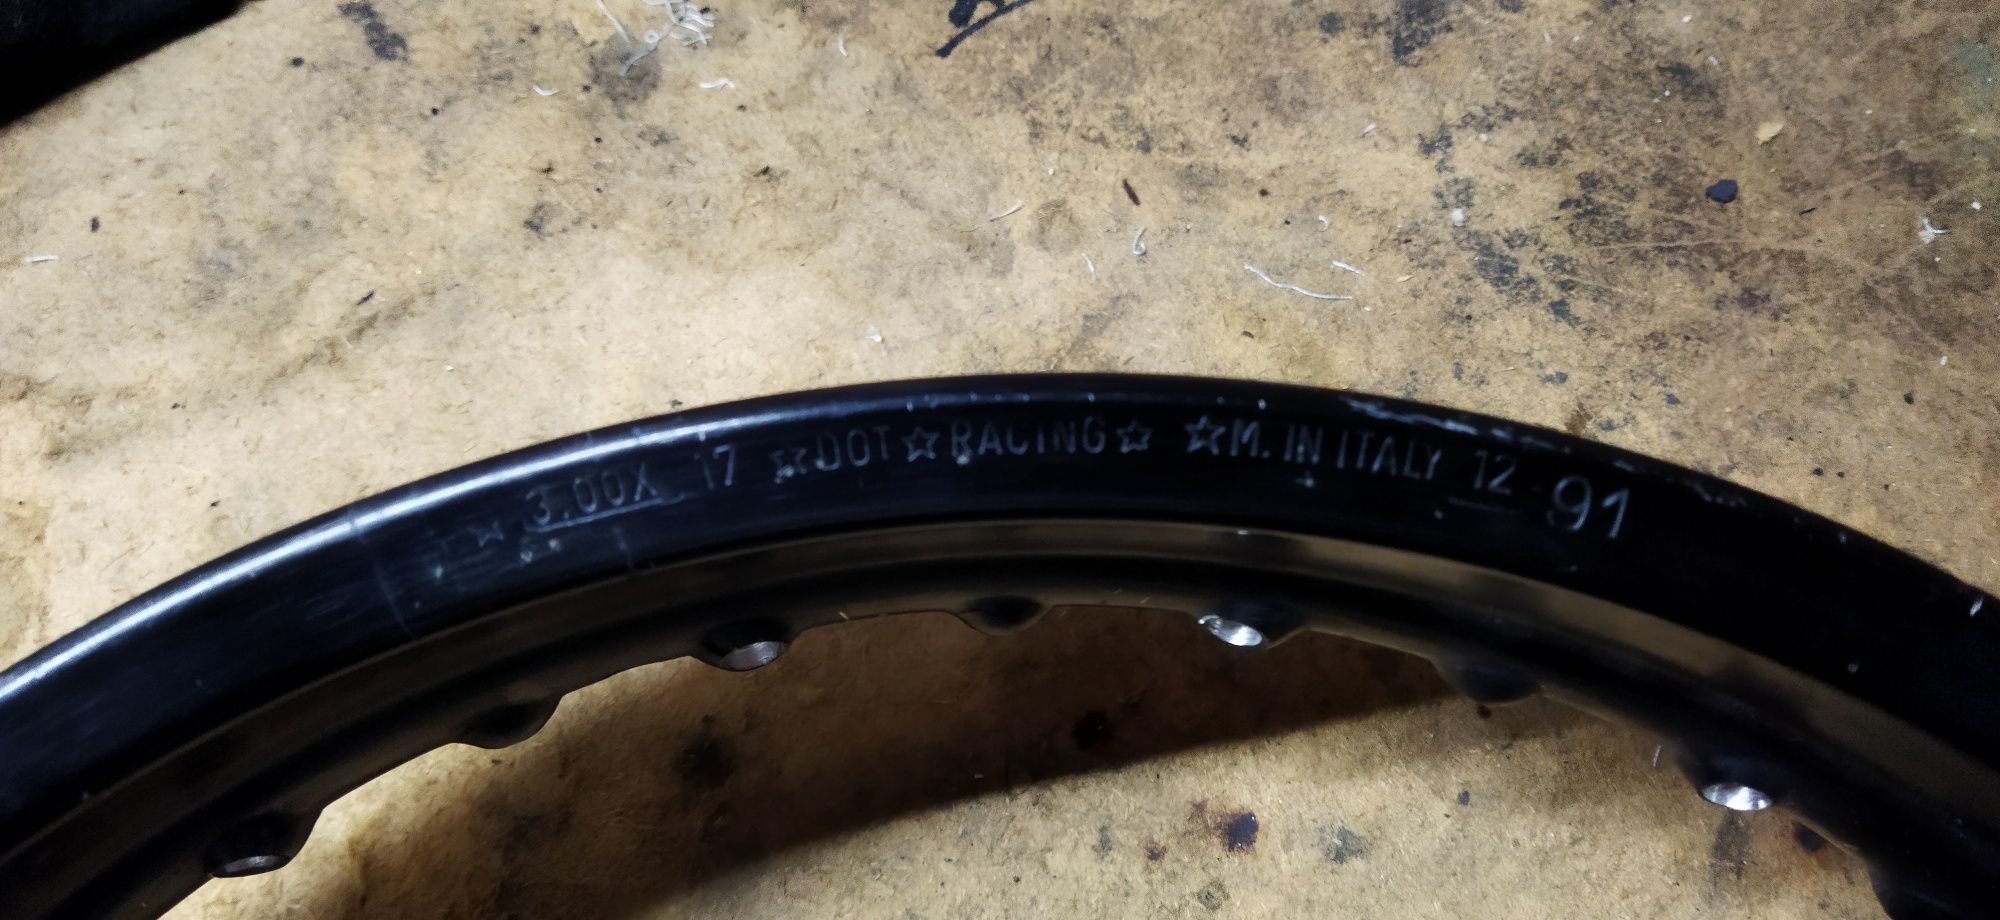 ☆ 3.00X 17 ☆DOT☆RACING☆ ☆M. IN ITALY 12 91